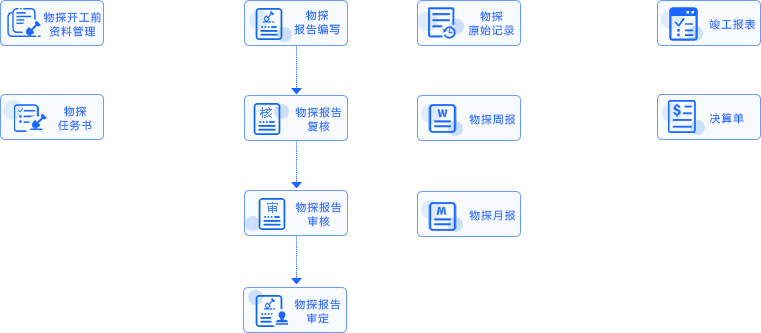 物探开工前
资料管理
物探
报告编写
物探
原始记录
竣工报表
物探
任务书
核
物探报告
复核
W
物探周报
$
决算单
审
物探报告
审核
M
物探月报
物探报告
审定